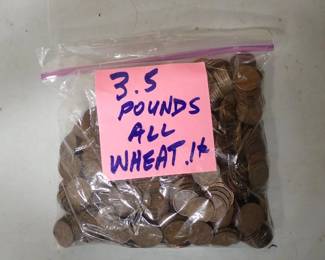 3.5
POUNDS
ALL
WHEAT.1¢